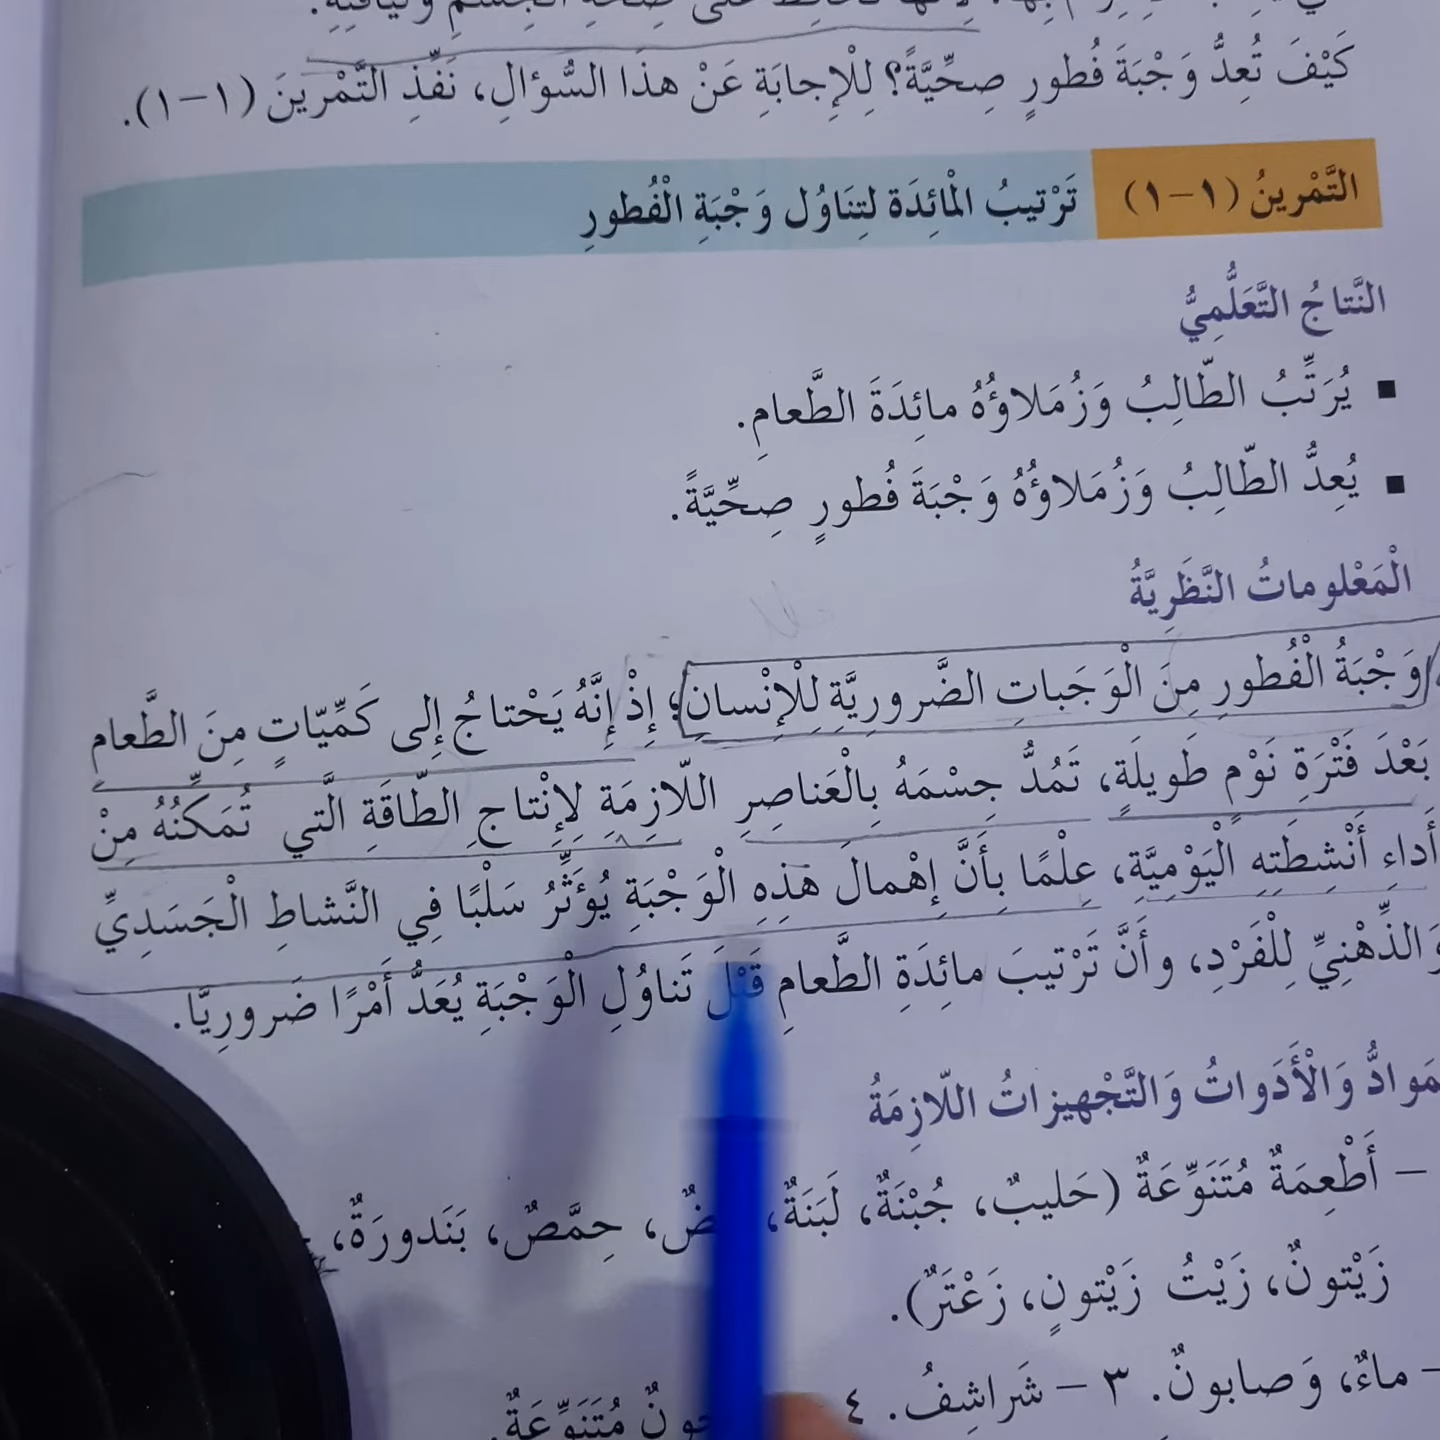 كَيْفَ تُعِدُّ وَجْبَةَ فُطورٍ صِحِّيَّةً؟ لِلْإِجابَةِ عَنْ هذَا السُّؤالِ، نَفِّذِ التَّمْرينَ (١-١).
التَّمْرينُ (١-١) تَرْتيبُ الْمائِدَة لتِنَاوُل وَجْبَةِ الْفُطورِ
النَّتاجُ التَّعَلُّمِيُّ
■ يُرَتِّبُ الطّالِبُ وَزُمَلاؤُهُ مائِدَةَ الطَّعامِ.
■ يُعِدُّ الطّالِبُ وَزُمَلاؤُهُ وَجْبَةَ فُطورٍ صِحِّيَّةً.
الْمَعْلوماتُ النَّظَرِيَّةُ
وَجْبَةُ الْفُطورِ مِنَ الْوَجَباتِ الضَّرورِيَّةِ لِلْإِنْسانِ؛ إِذْ إِنَّهُ يَحْتاجُ إِلى كَمِّيّاتٍ مِنَ الطَّعامِ
بَعْدَ فَتْرَةِ نَوْمٍ طَويلَةٍ، تَمُدُّ جِسْمَهُ بِالْعَناصِرِ اللّازِمَةِ لِإِنْتاجِ الطّاقَةِ الَّتي تُمَكِّنُهُ مِنْ
أَداءِ أَنْشِطَتِهِ الْيَوْمِيَّةِ، عِلْمًا بِأَنَّ إِهْمالَ هَذِهِ الْوَجْبَةِ يُؤَثِّرُ سَلْبًا فِي النَّشاطِ الْجَسَدِيِّ
وَالذِّهْنِيِّ لِلْفَرْدِ، وأَنَّ تَرْتيبَ مائِدَةِ الطَّعامِ قَبْلَ تَناوُلِ الْوَجْبَةِ يُعَدُّ أَمْرًا ضَرورِيًّا.
وَالْأَدَواتُ وَالتَّجْهيزاتُ اللّازِمَةُ
– أَطْعِمَةٌ مُتَنَوِّعَةٌ (حَليبٌ، جُبْنَةٌ، لَبَنَةٌ، حِمَّصٌ، بَنَدورَةٌ،
زَيْتونٌ، زَيْتُ زَيْتونٍ، زَعْتَرٌ).
– ماءٌ، وَصابونٌ. ٣ – شَراشِفُ. ٤ مُتَنَوِّعَةٌ.